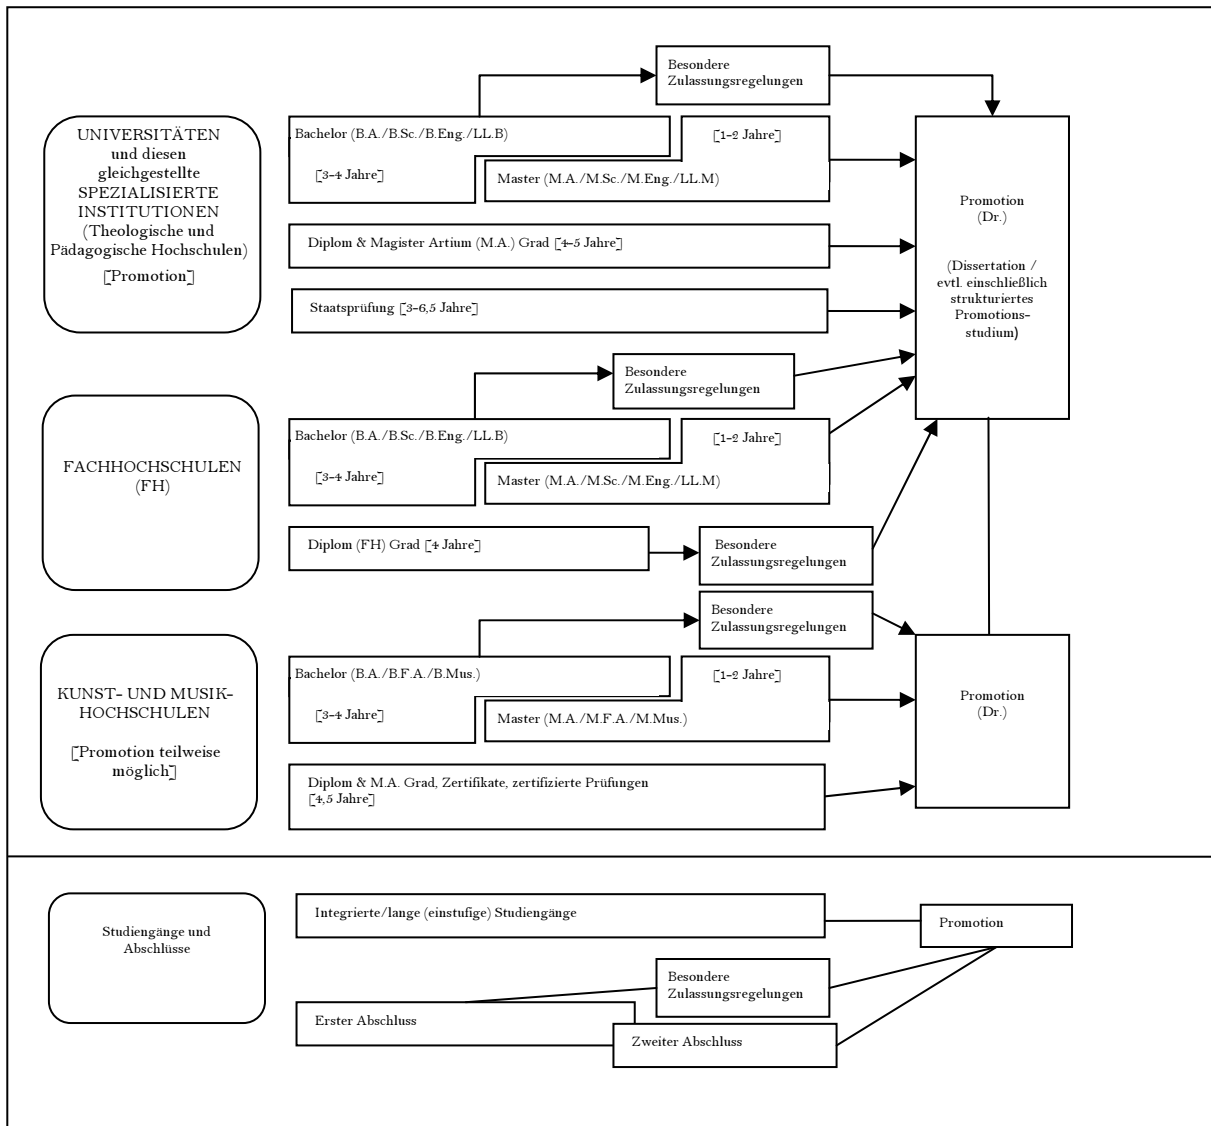 Besondere
Zulassungsregelungen
UNIVERSITÄTEN
und diesen
gleichgestellte
SPEZIALISIERTE
INSTITUTIONEN
(Theologische und
Pädagogische Hochschulen)
[Promotion]
Bachelor (B.A./B.Sc./B.Eng./LL.B)
[3-4 Jahre]
[1-2 Jahre]
Master (M.A./M.Sc./M.Eng./LL.M)
Diplom & Magister Artium (M.A.) Grad [4-5 Jahre]
Staatsprüfung [3-6,5 Jahre]
Promotion
(Dr.)
(Dissertation /
evtl. einschließlich
strukturiertes
Promotions-
studium)
Besondere
Zulassungsregelungen
FACHHOCHSCHULEN
(FH)
Bachelor (B.A./B.Sc./B.Eng./LL.B)
[3-4 Jahre]
[1-2 Jahre]
Master (M.A./M.Sc./M.Eng./LL.M)
Diplom (FH) Grad [4 Jahre]
Besondere
Zulassungsregelungen
Besondere
Zulassungsregelungen
KUNST- UND MUSIK-
HOCHSCHULEN
[Promotion teilweise
möglich]
Bachelor (B.A./B.F.A./B.Mus.)
[3-4 Jahre]
[1-2 Jahre]
Master (M.A./M.F.A./M.Mus.)
Diplom & M.A. Grad, Zertifikate, zertifizierte Prüfungen
[4,5 Jahre]
Promotion
(Dr.)
Studiengänge und
Abschlüsse
Integrierte/lange (einstufige) Studiengänge
Promotion
Besondere
Zulassungsregelungen
Erster Abschluss
Zweiter Abschluss